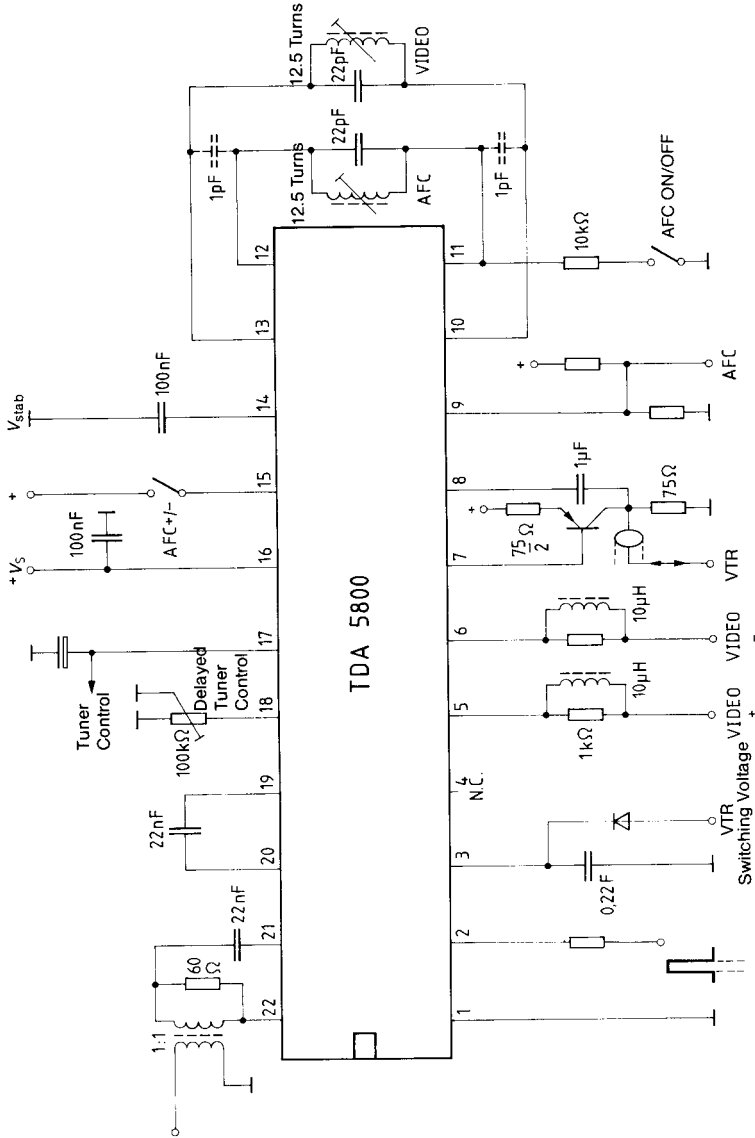 1:1
60
Ω
22nF
22nF
Tuner
Control
100kΩ
Delayed
Tuner
Control
+VS
100nF
AFC+/−
+
Vstab
100nF
22
21
20
19
18
17
16
15
14
13
12
1pF
12.5 Turns
22pF
AFC
12.5 Turns
22pF
VIDEO
1pF
TDA 5800
1
2
3
4
N.C.
5
6
7
8
9
10
11
0,22F
VTR
Switching Voltage
1kΩ
10µH
VIDEO
+
10µH
VIDEO
−
+
75
2
Ω
1µF
75Ω
VTR
+
AFC
10kΩ
AFC ON/OFF